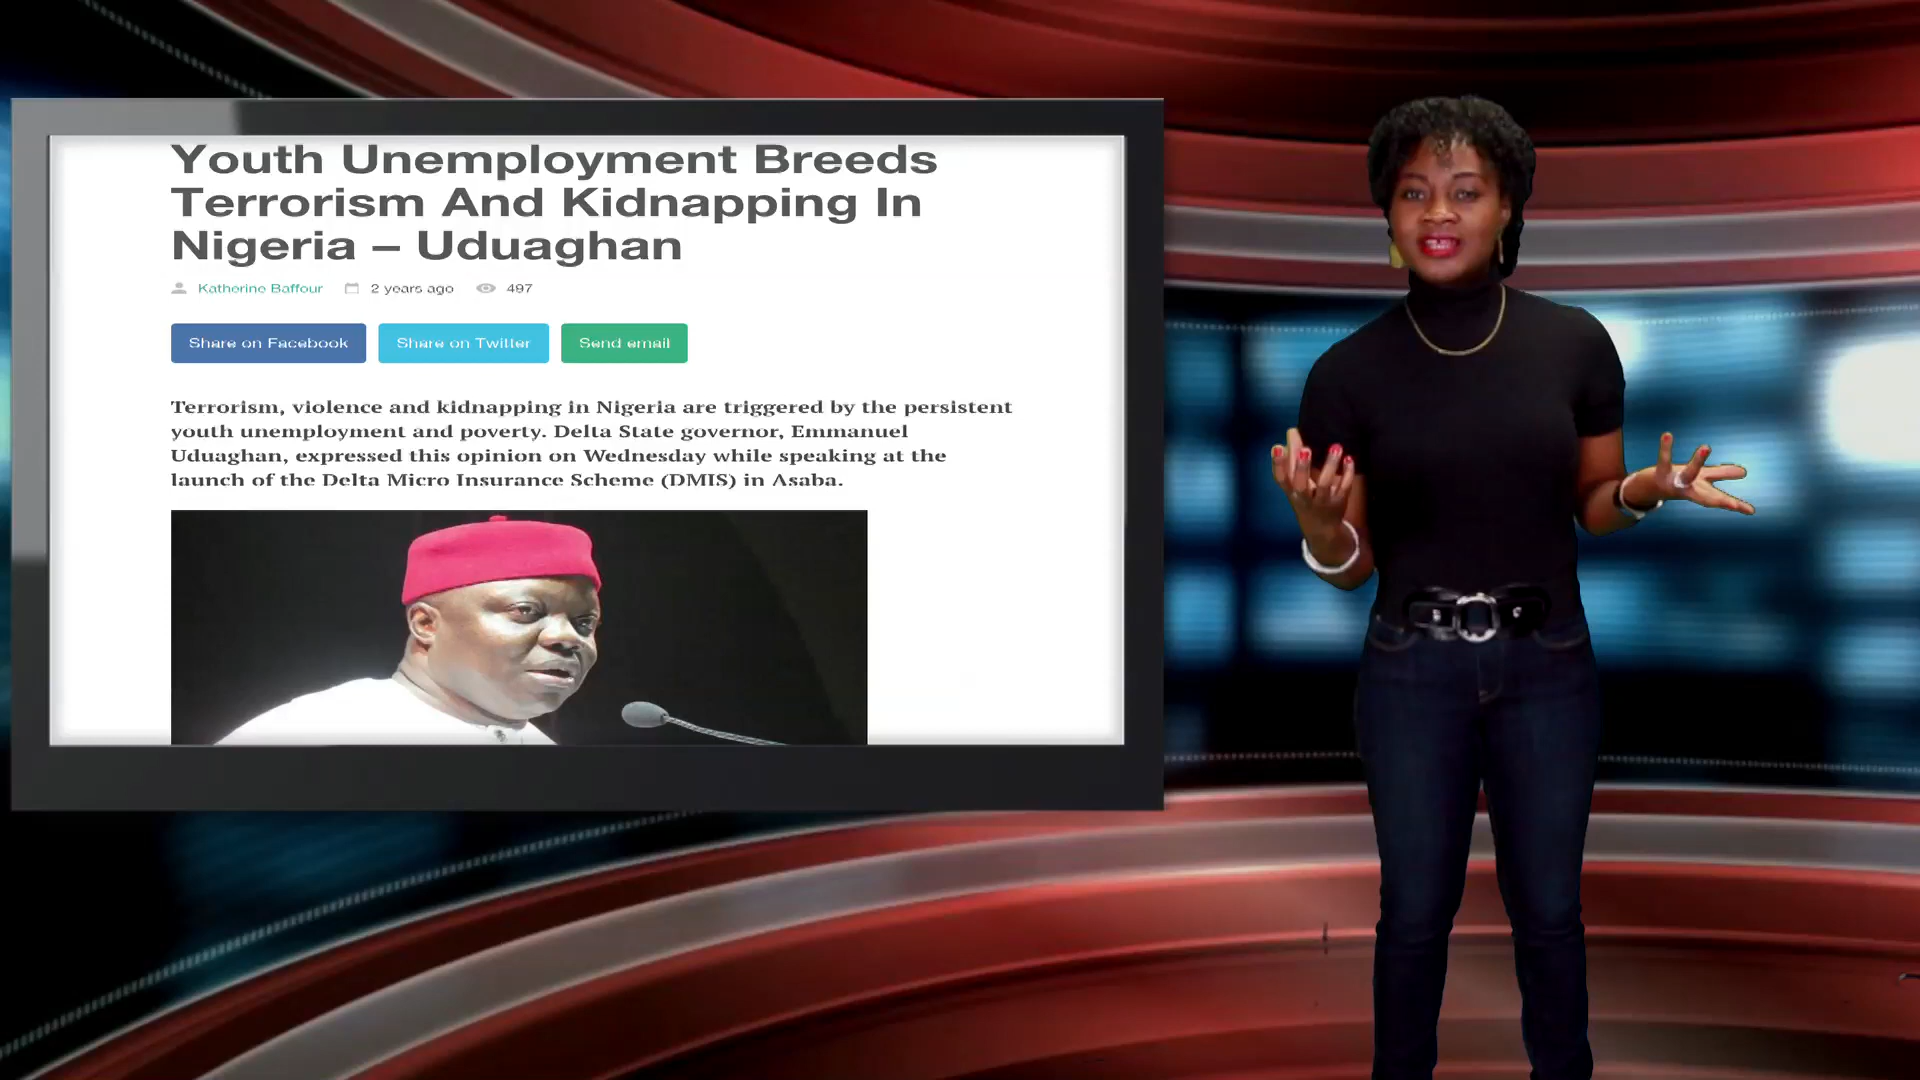 Youth Unemployment Breeds
Terrorism And Kidnapping In
Nigeria – Uduaghan
Katherine Baffour 2 years ago 497
Share on Facebook Share on Twitter Send email
Terrorism, violence and kidnapping in Nigeria are triggered by the persistent
youth unemployment and poverty. Delta State governor, Emmanuel
Uduaghan, expressed this opinion on Wednesday while speaking at the
launch of the Delta Micro Insurance Scheme (DMIS) in Asaba.